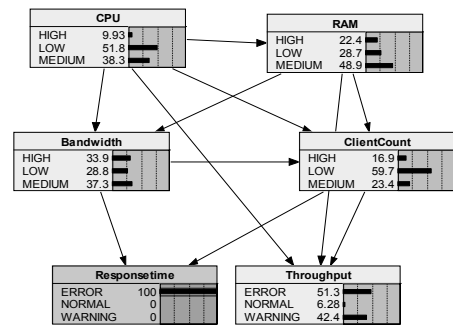 CPU
HIGH 9.93
LOW 51.8
MEDIUM 38.3
RAM
HIGH 22.4
LOW 28.7
MEDIUM 48.9
Bandwidth
HIGH 33.9
LOW 28.8
MEDIUM 37.3
ClientCount
HIGH 16.9
LOW 59.7
MEDIUM 23.4
Responsetime
ERROR 100
NORMAL 0
WARNING 0
Throughput
ERROR 51.3
NORMAL 6.28
WARNING 42.4